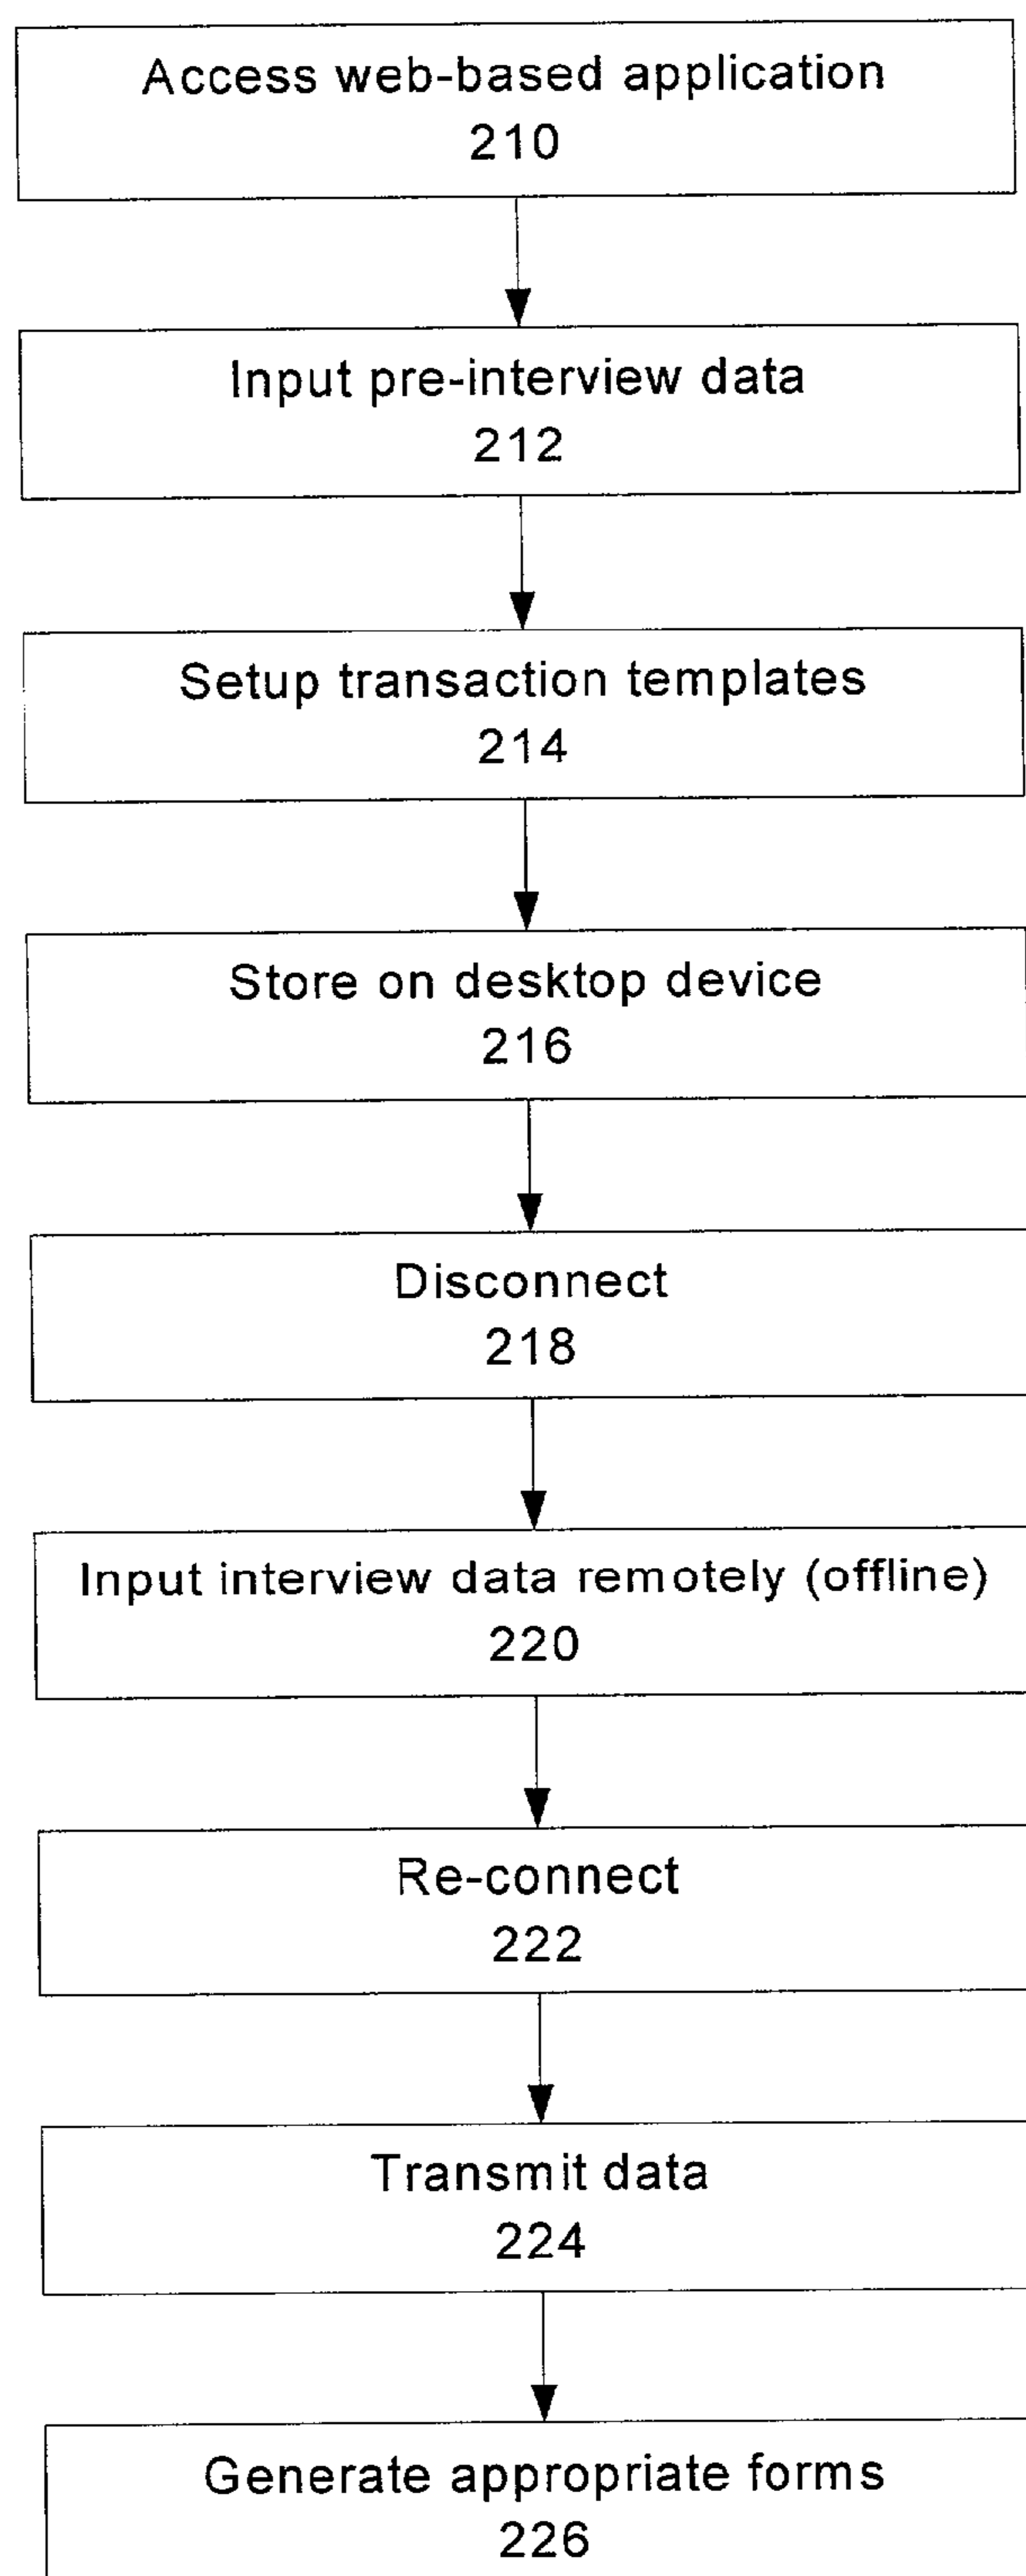 Access web-based application
210
Input pre-interview data
212
Setup transaction templates
214
Store on desktop device
216
Disconnect
218
Input interview data remotely (offline)
220
Re-connect
222
Transmit data
224
Generate appropriate forms
226